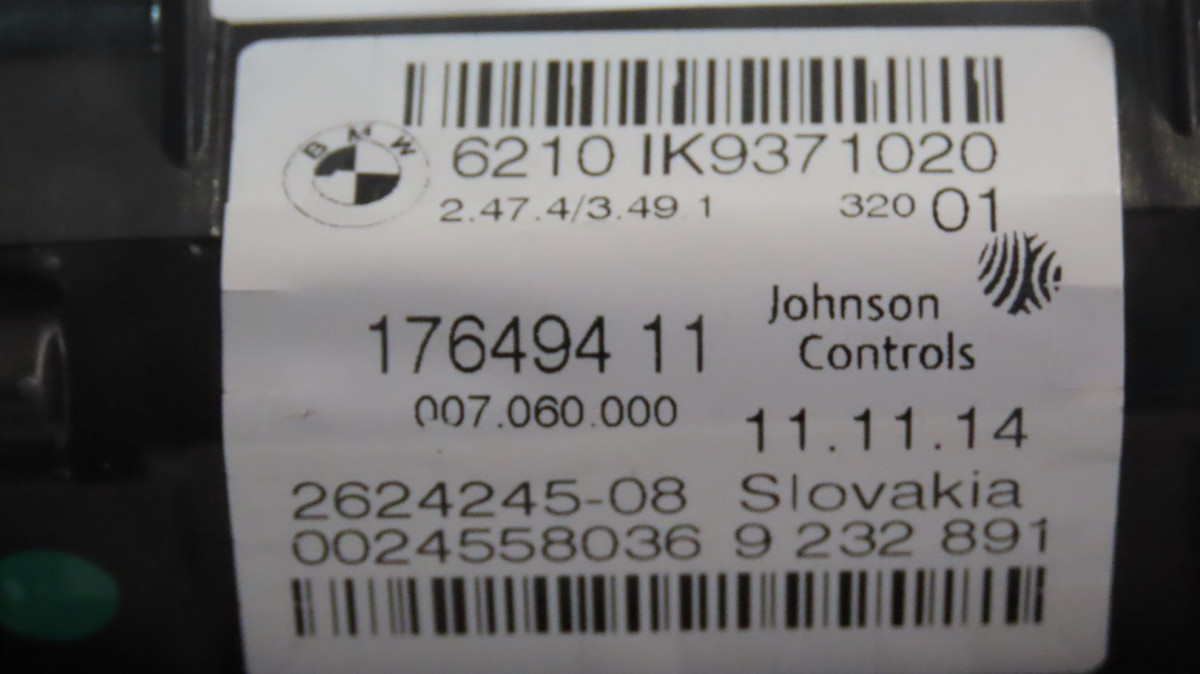 BMW
6210 IK9371020
2.47.4/3.49 1 320 01
Johnson
Controls
176494 11
007.060.000
11.11.14
2624245-08 Slovakia
0024558036 9 232 891